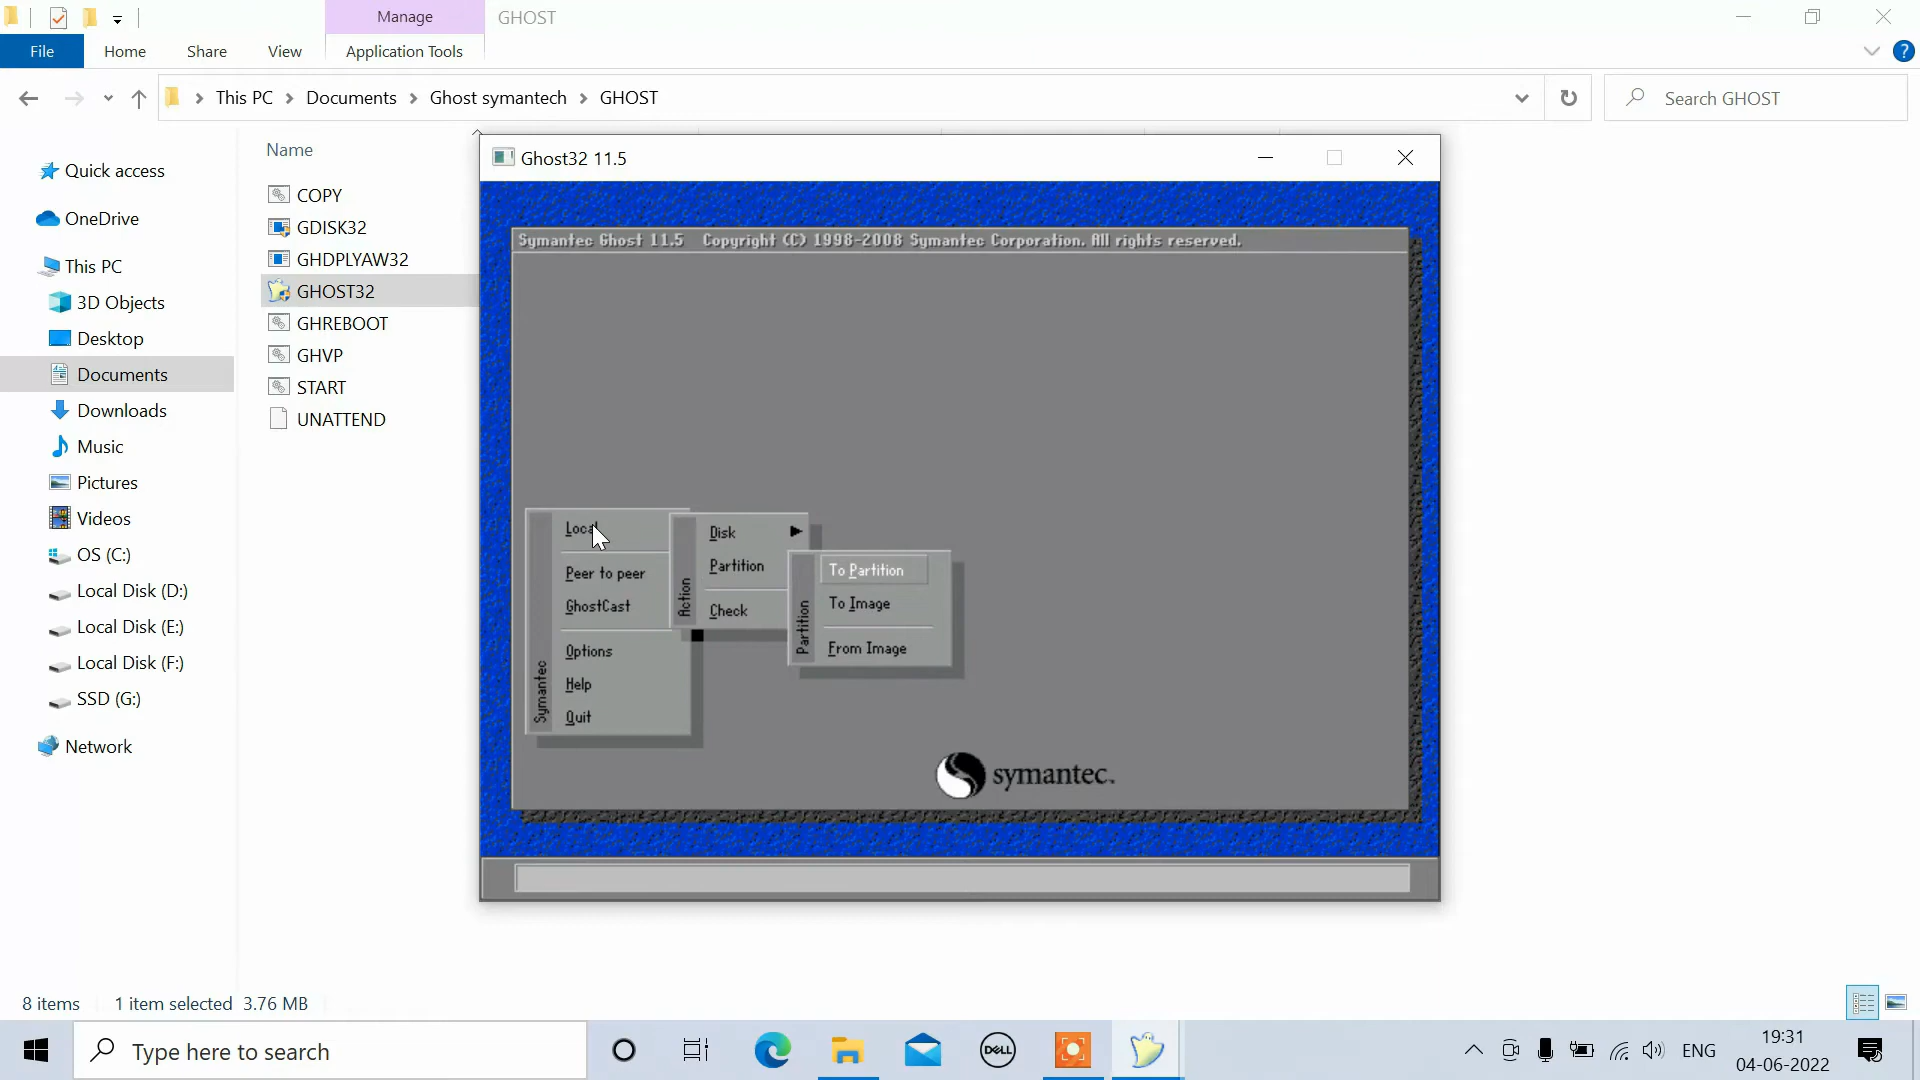 Manage
GHOST
File
Home
Share
View
Application Tools
This PC
Documents
Ghost symantech
GHOST
Search GHOST
Quick access
OneDrive
This PC
3D Objects
Desktop
Documents
Downloads
Music
Pictures
Videos
OS (C:)
Local Disk (D:)
Local Disk (E:)
Local Disk (F:)
SSD (G:)
Network
Name
COPY
GDISK32
GHDPLYAW32
GHOST32
GHREBOOT
GHVP
START
UNATTEND
Ghost32 11.5
Symantec Ghost 11.5 Copyright (C) 1998-2008 Symantec Corporation. All rights reserved.
Symantec
Local
Peer to peer
GhostCast
Options
Help
Quit
Action
Disk
Partition
Check
Partition
To Partition
To Image
From Image
symantec.
8 items
1 item selected 3.76 MB
Type here to search
DELL
ENG
19:31
04-06-2022